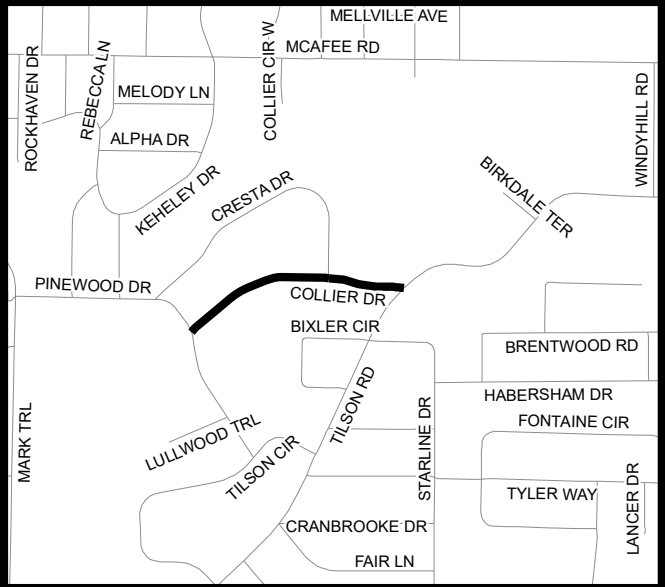 MELLVILLE AVE
MCAFEE RD
ROCKHAVEN DR
REBECCA LN
COLLIER CIR W
WINDYHILL RD
MELODY LN
ALPHA DR
KEHELEY DR
CRESTA DR
BIRKDALE TER
PINEWOOD DR
COLLIER DR
BIXLER CIR
BRENTWOOD RD
HABERSHAM DR
FONTAINE CIR
MARK TRL
LULLWOOD TRL
TILSON CIR
TILSON RD
STARLINE DR
TYLER WAY
LANCER DR
CRANBROOKE DR
FAIR LN